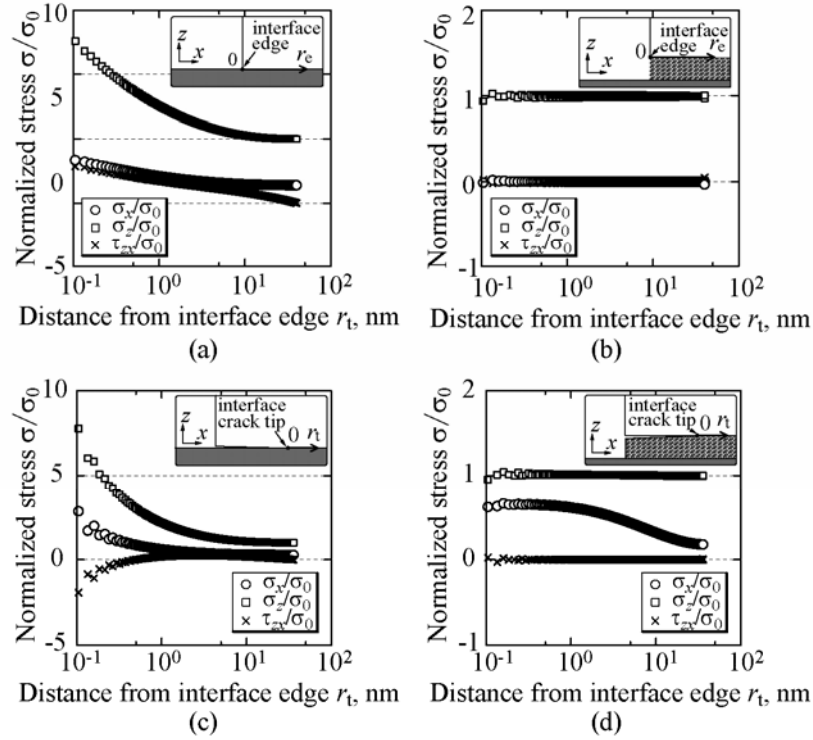 Normalized stress σ/σ0
10
5
0
-5
interface
edge
z
x
0
re
σx/σ0
σz/σ0
τzx/σ0
10-1
100
101
102
Distance from interface edge rt, nm
(a)
Normalized stress σ/σ0
2
1
0
-1
interface
edge
z
x
0
re
σx/σ0
σz/σ0
τzx/σ0
10-1
100
101
102
Distance from interface edge rt, nm
(b)
Normalized stress σ/σ0
10
5
0
-5
interface
crack tip
z
x
0
rt
σx/σ0
σz/σ0
τzx/σ0
10-1
100
101
102
Distance from interface edge rt, nm
(c)
Normalized stress σ/σ0
2
1
0
-1
interface
crack tip
z
x
0
rt
σx/σ0
σz/σ0
τzx/σ0
10-1
100
101
102
Distance from interface edge rt, nm
(d)